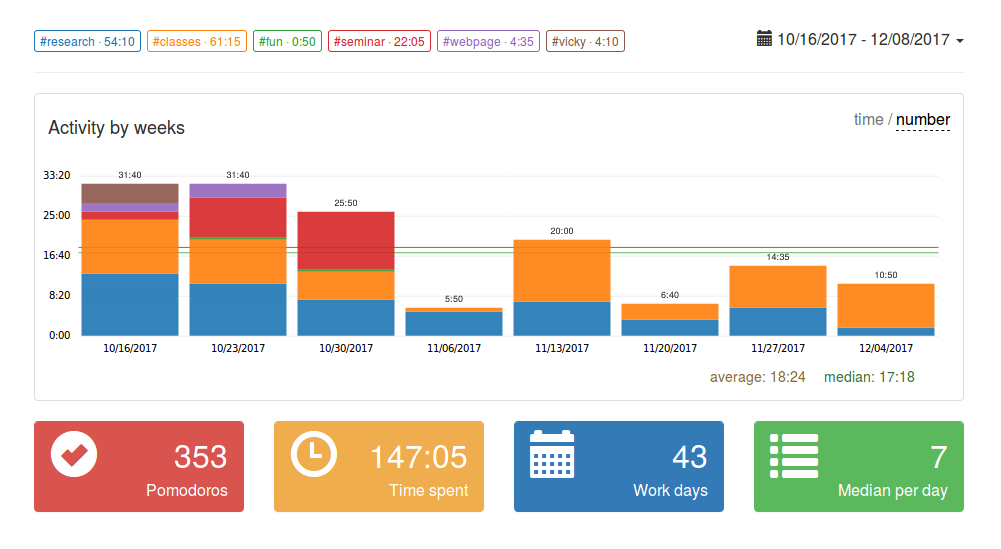 #research · 54:10 #classes · 61:15 #fun · 0:50 #seminar · 22:05 #webpage · 4:35 #vicky · 4:10 10/16/2017 - 12/08/2017
Activity by weeks time / number
33:20
25:00
16:40
8:20
0:00
31:40 31:40 25:50 5:50 20:00 6:40 14:35 10:50
10/16/2017 10/23/2017 10/30/2017 11/06/2017 11/13/2017 11/20/2017 11/27/2017 12/04/2017
average: 18:24 median: 17:18
353 147:05 43 7
Pomodoros Time spent Work days Median per day